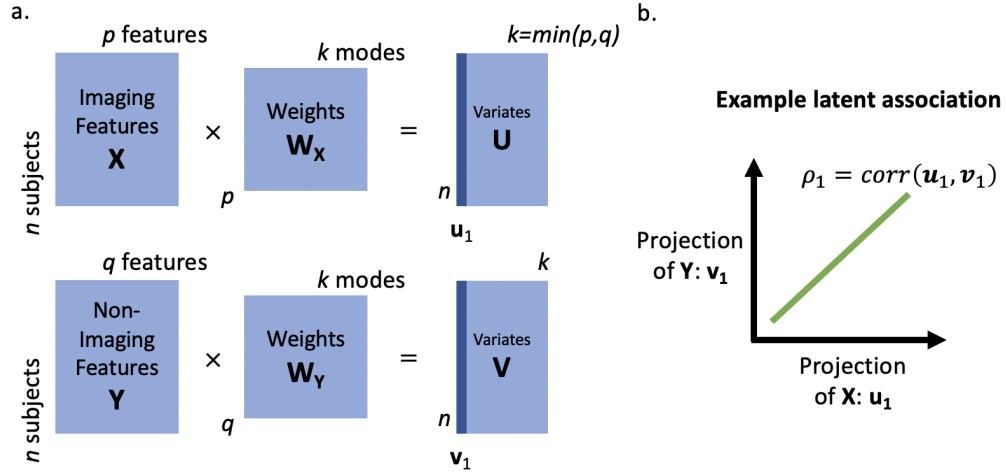 a.
p features
k modes
k=min(p,q)
n subjects
Imaging
Features
X
×
Weights
W_X
p
=
Variates
U
n
u_1
q features
k modes
k
n subjects
Non-
Imaging
Features
Y
×
Weights
W_Y
q
=
Variates
V
n
v_1
b.
Example latent association
ρ_1 = corr(u_1, v_1)
Projection
of Y: v_1
Projection
of X: u_1